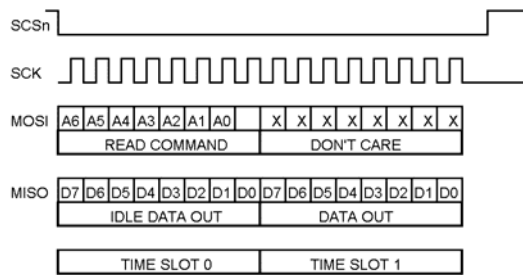 SCSn
SCK
MOSI A6 A5 A4 A3 A2 A1 A0 X X X X X X X X
READ COMMAND DON'T CARE
MISO D7 D6 D5 D4 D3 D2 D1 D0 D7 D6 D5 D4 D3 D2 D1 D0
IDLE DATA OUT DATA OUT
TIME SLOT 0 TIME SLOT 1